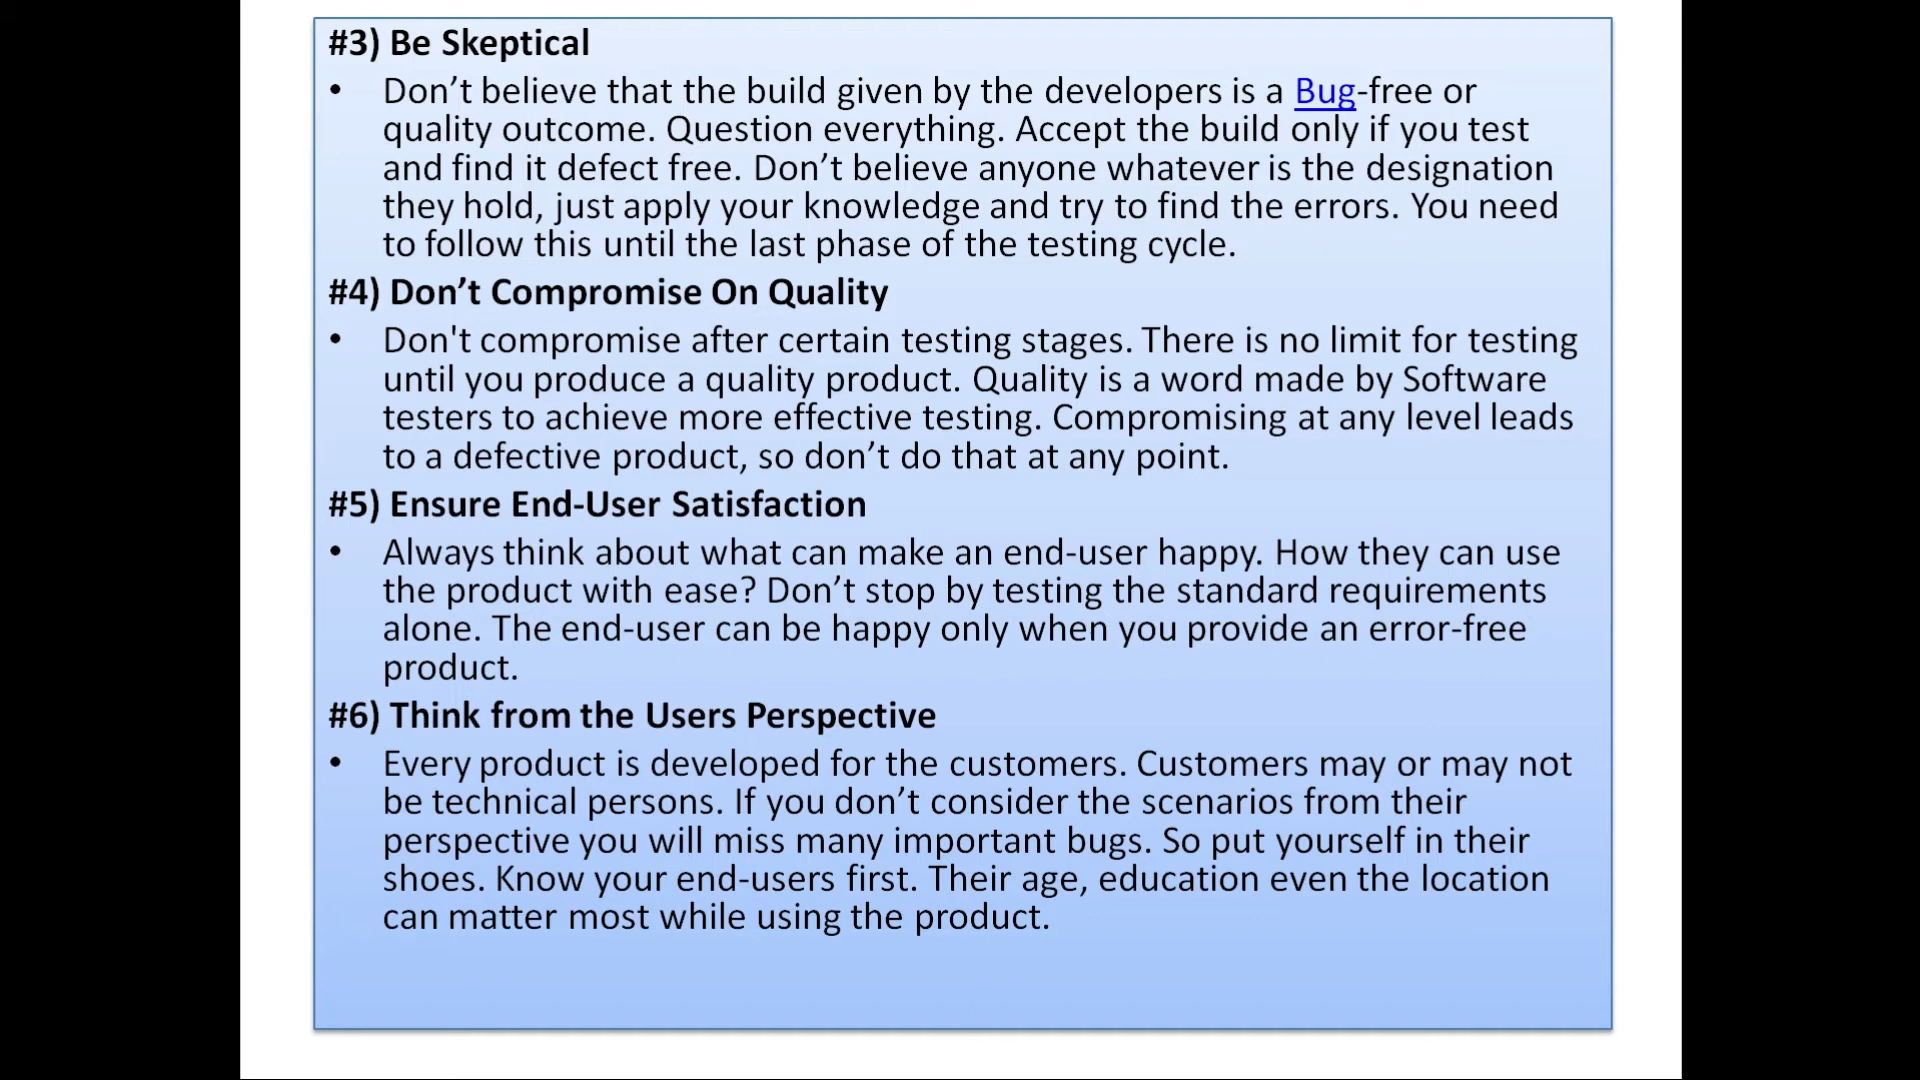 #3) Be Skeptical
• Don’t believe that the build given by the developers is a Bug-free or
quality outcome. Question everything. Accept the build only if you test
and find it defect free. Don’t believe anyone whatever is the designation
they hold, just apply your knowledge and try to find the errors. You need
to follow this until the last phase of the testing cycle.
#4) Don’t Compromise On Quality
• Don't compromise after certain testing stages. There is no limit for testing
until you produce a quality product. Quality is a word made by Software
testers to achieve more effective testing. Compromising at any level leads
to a defective product, so don’t do that at any point.
#5) Ensure End-User Satisfaction
• Always think about what can make an end-user happy. How they can use
the product with ease? Don’t stop by testing the standard requirements
alone. The end-user can be happy only when you provide an error-free
product.
#6) Think from the Users Perspective
• Every product is developed for the customers. Customers may or may not
be technical persons. If you don’t consider the scenarios from their
perspective you will miss many important bugs. So put yourself in their
shoes. Know your end-users first. Their age, education even the location
can matter most while using the product.